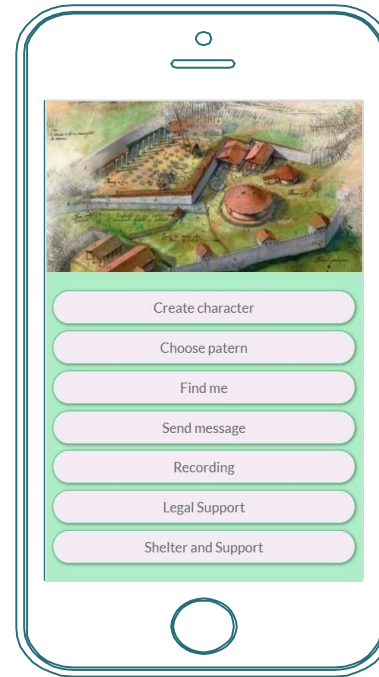 Create character
Choose patern
Find me
Send message
Recording
Legal Support
Shelter and Support